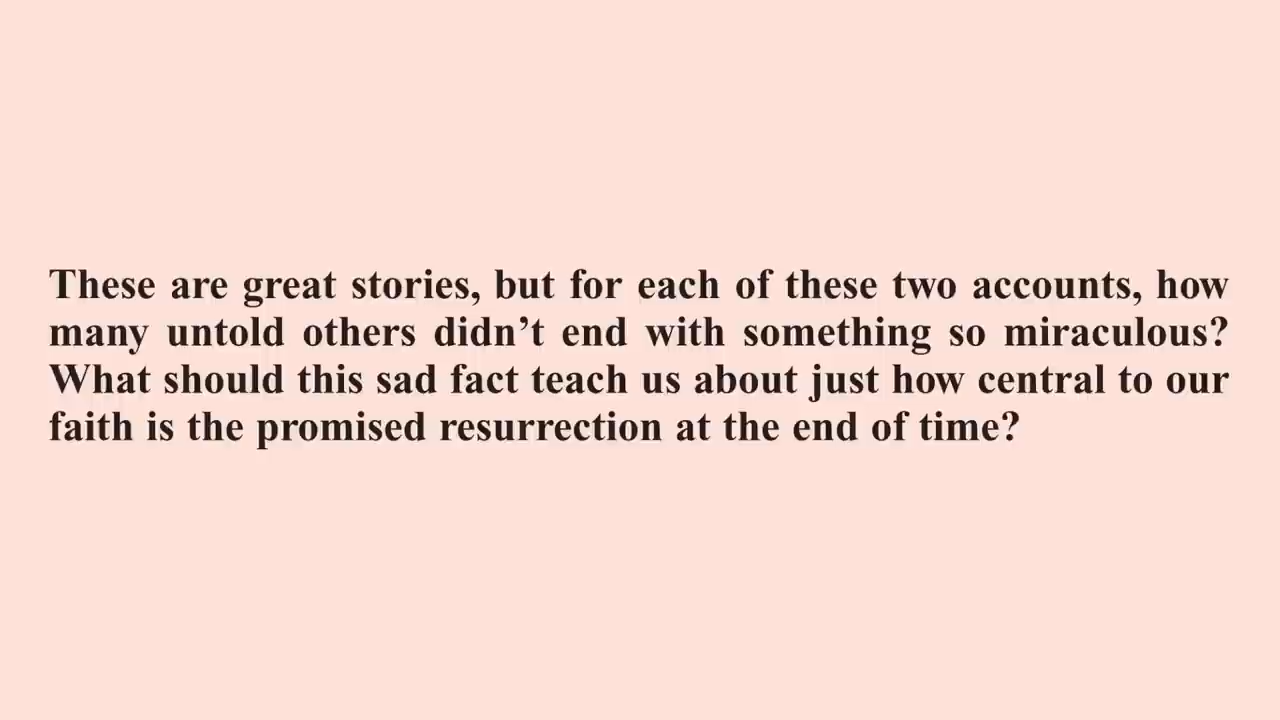 These are great stories, but for each of these two accounts, how
many untold others didn’t end with something so miraculous?
What should this sad fact teach us about just how central to our
faith is the promised resurrection at the end of time?